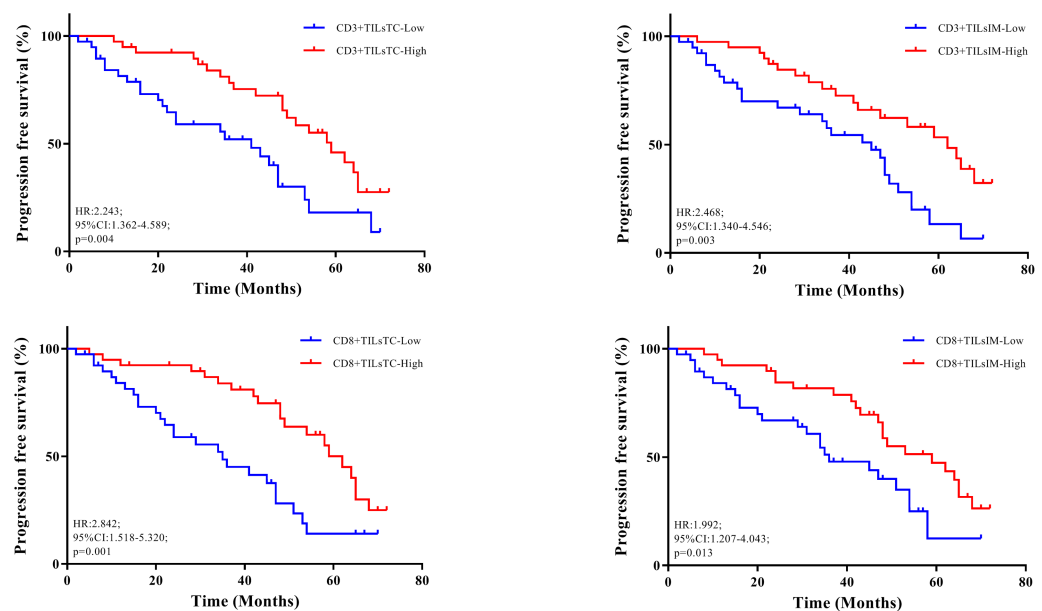 Progression free survival (%)
100
50
0
CD3+TILsTC-Low
CD3+TILsTC-High
HR:2.243;
95%CI:1.362-4.589;
p=0.004
0 20 40 60 80
Time (Months)
Progression free survival (%)
100
50
0
CD3+TILsIM-Low
CD3+TILsIM-High
HR:2.468;
95%CI:1.340-4.546;
p=0.003
0 20 40 60 80
Time (Months)
Progression free survival (%)
100
50
0
CD8+TILsTC-Low
CD8+TILsTC-High
HR:2.842;
95%CI:1.518-5.320;
p=0.001
0 20 40 60 80
Time (Months)
Progression free survival (%)
100
50
0
CD8+TILsIM-Low
CD8+TILsIM-High
HR:1.992;
95%CI:1.207-4.043;
p=0.013
0 20 40 60 80
Time (Months)